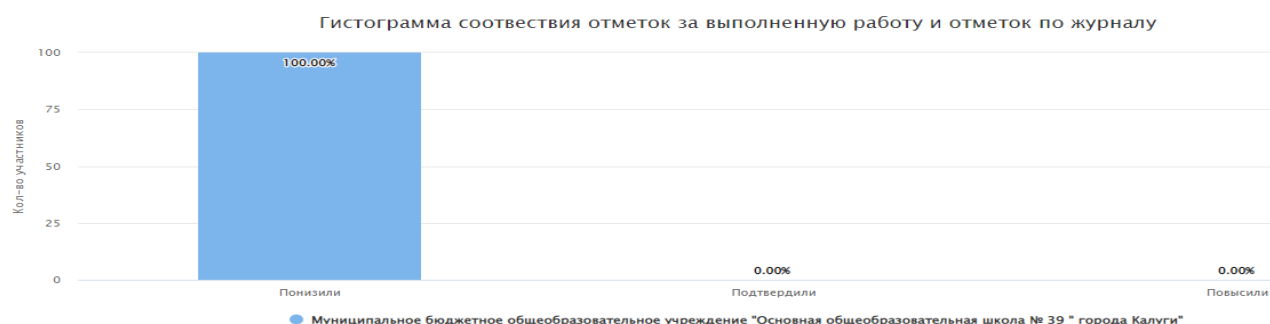 Гистограмма соотвествия отметок за выполненную работу и отметок по журналу
100
100.00%
75
Кол-во участников
50
25
0.00%
0.00%
0
Понизили
Подтвердили
Повысили
Муниципальное бюджетное общеобразовательное учреждение "Основная общеобразовательная школа № 39 " города Калуги"